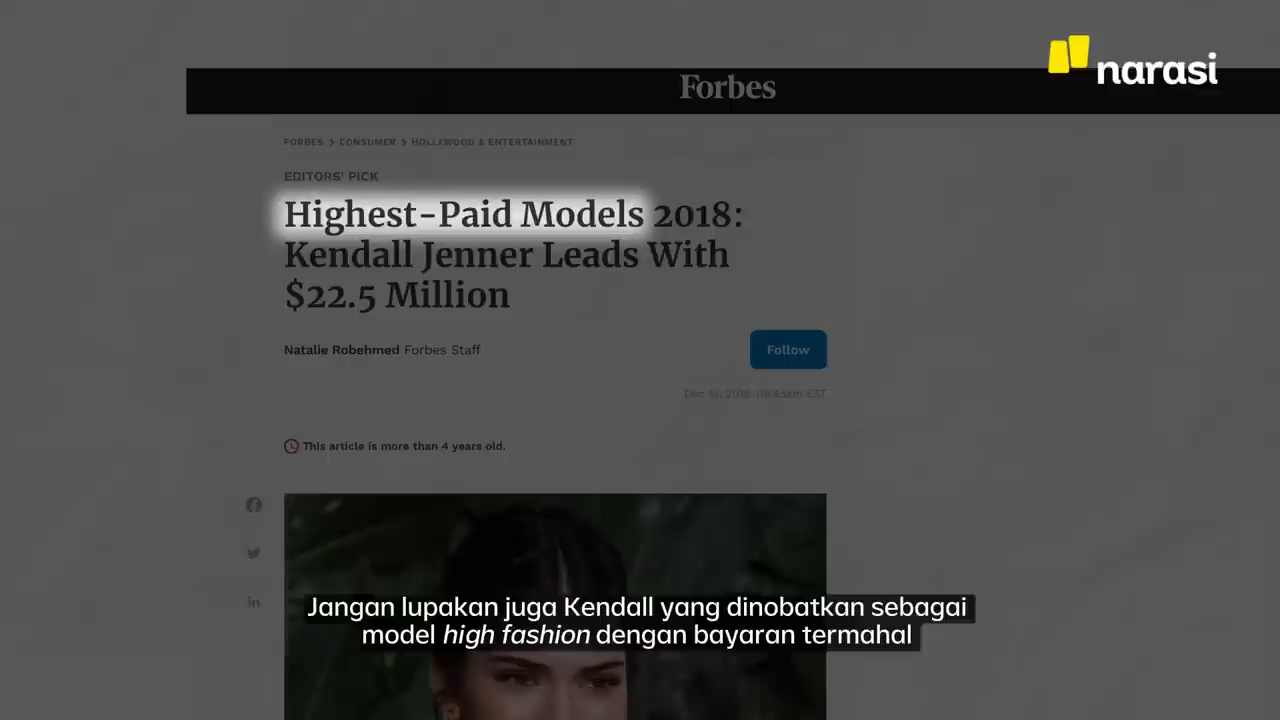 narasi
Forbes
FORBES > CONSUMER > HOLLYWOOD & ENTERTAINMENT
EDITORS' PICK
Highest-Paid Models 2018:
Kendall Jenner Leads With
$22.5 Million
Natalie Robehmed Forbes Staff
Follow
This article is more than 4 years old.
in
Jangan lupakan juga Kendall yang dinobatkan sebagai
model high fashion dengan bayaran termahal